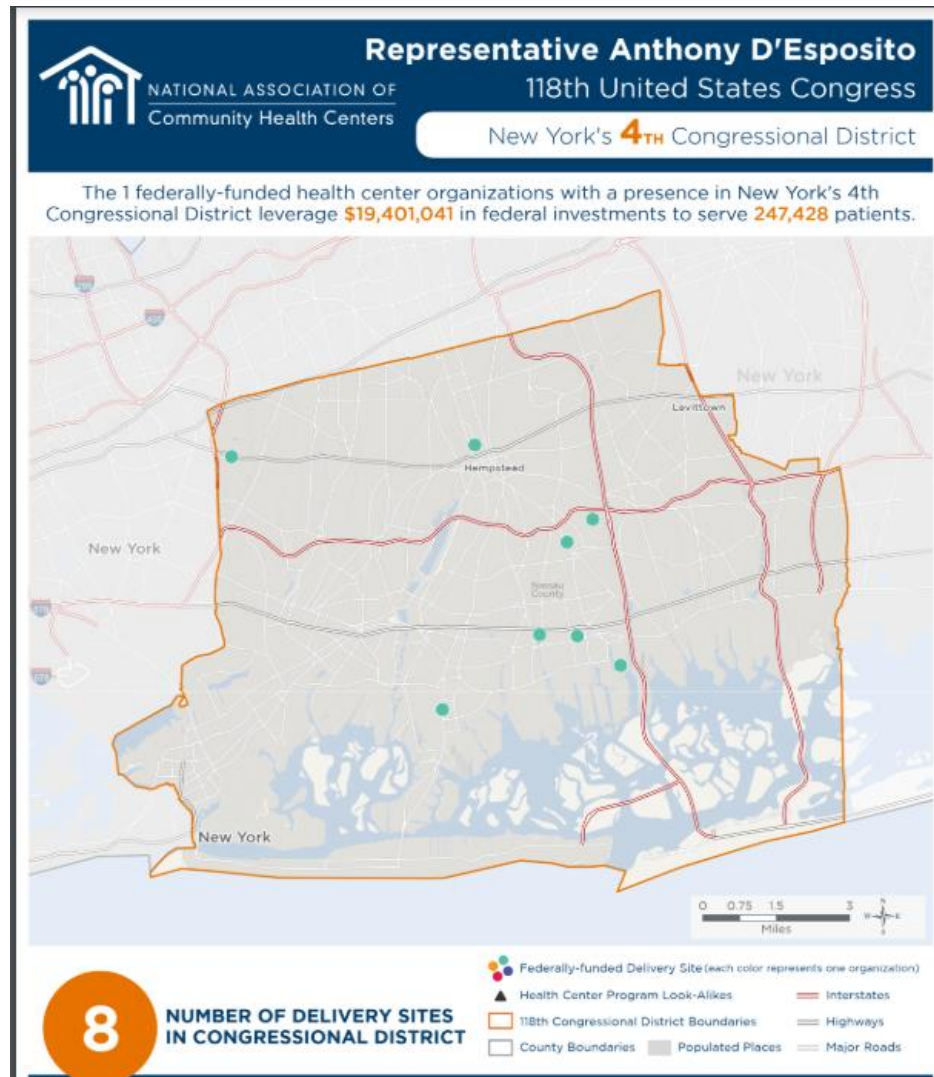 Representative Anthony D'Esposito
118th United States Congress
New York's 4TH Congressional District
NATIONAL ASSOCIATION OF
Community Health Centers
The 1 federally-funded health center organizations with a presence in New York's 4th
Congressional District leverage $19,401,041 in federal investments to serve 247,428 patients.
New York
Levittown
Hempstead
New York
Nassau
County
New York
0 0.75 1.5 3
Miles
N
W E
S
8
NUMBER OF DELIVERY SITES
IN CONGRESSIONAL DISTRICT
Federally-funded Delivery Site (each color represents one organization)
Health Center Program Look-Alikes
Interstates
118th Congressional District Boundaries
Highways
County Boundaries
Populated Places
Major Roads